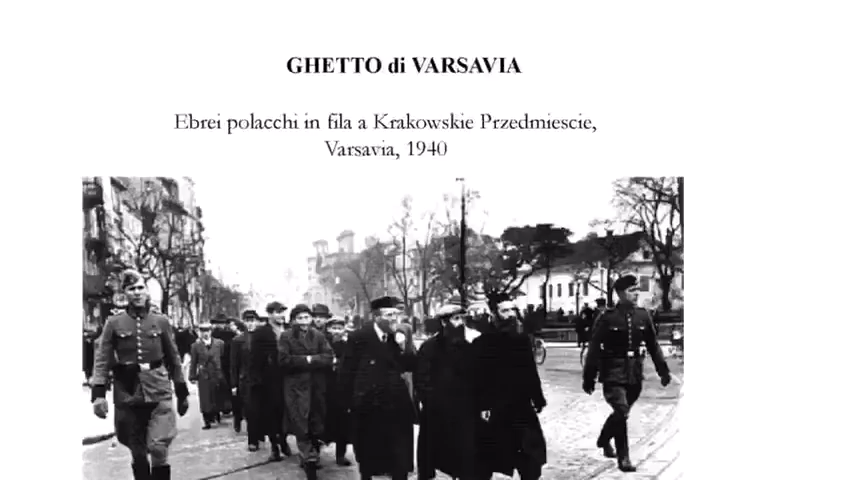 GHETTO di VARSAVIA
Ebrei polacchi in fila a Krakowskie Przedmiescie,
Varsavia, 1940